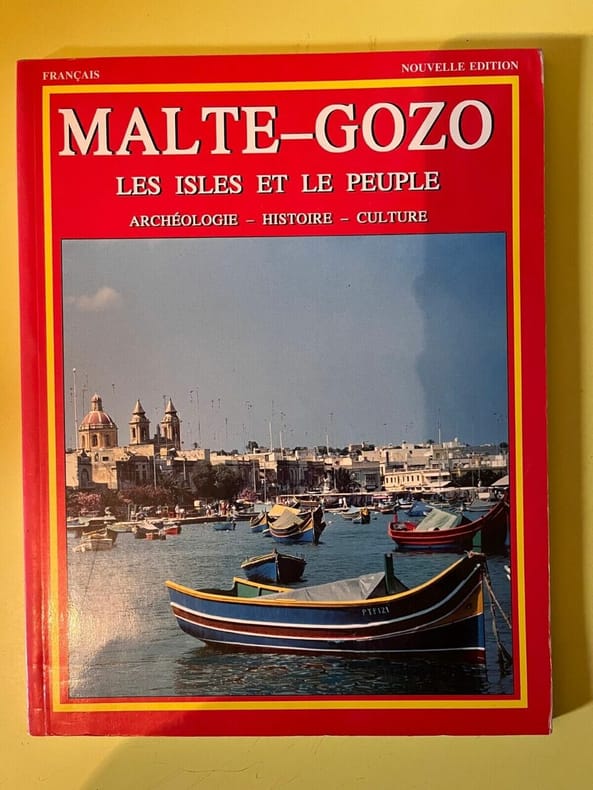 FRANÇAIS
NOUVELLE EDITION
MALTE–GOZO
LES ISLES ET LE PEUPLE
ARCHÉOLOGIE – HISTOIRE – CULTURE